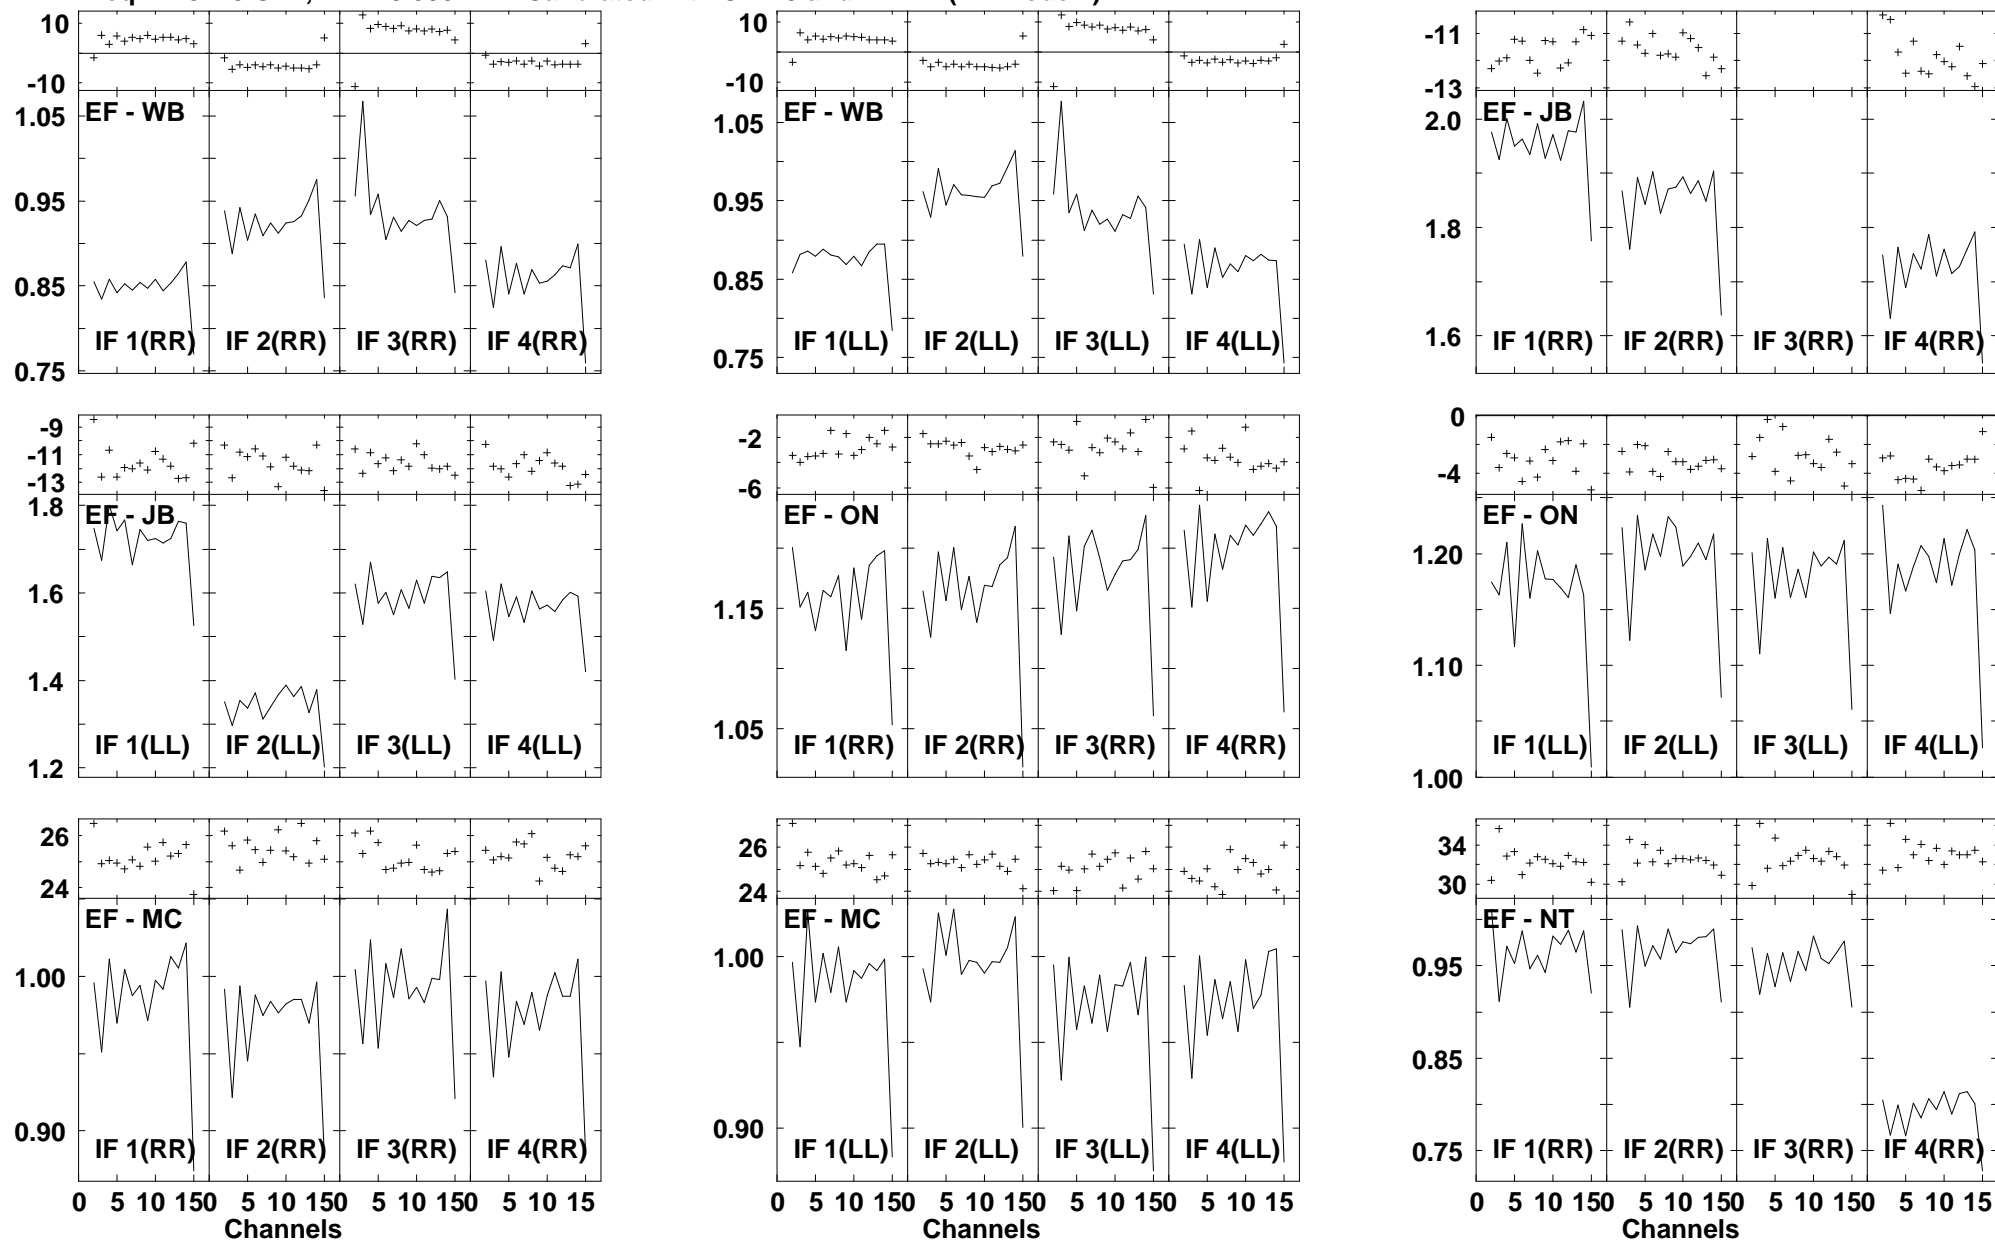 10 10 -11
-10 -10 -13
EF - WB EF - WB EF - JB
1.05 1.05 2.0
0.95 0.95 1.8
0.85 0.85 1.6
0.75 0.75
IF 1(RR) IF 2(RR) IF 3(RR) IF 4(RR) IF 1(LL) IF 2(LL) IF 3(LL) IF 4(LL) IF 1(RR) IF 2(RR) IF 3(RR) IF 4(RR)
-9 -2 0
-11 -6 -4
-13
EF - JB EF - ON EF - ON
1.8 1.15 1.20
1.6 1.05 1.10
1.4 1.00
1.2
IF 1(LL) IF 2(LL) IF 3(LL) IF 4(LL) IF 1(RR) IF 2(RR) IF 3(RR) IF 4(RR) IF 1(LL) IF 2(LL) IF 3(LL) IF 4(LL)
26 26 34
24 24 30
EF - MC EF - MC EF - NT
1.00 1.00 0.95
0.90 0.90 0.85
0.75
IF 1(RR) IF 2(RR) IF 3(RR) IF 4(RR) IF 1(LL) IF 2(LL) IF 3(LL) IF 4(LL) IF 1(RR) IF 2(RR) IF 3(RR) IF 4(RR)
0 5 10 150 5 10 150 5 10 150 5 10 15 0 5 10 150 5 10 150 5 10 150 5 10 15 0 5 10 150 5 10 150 5 10 150 5 10 15
Channels Channels Channels